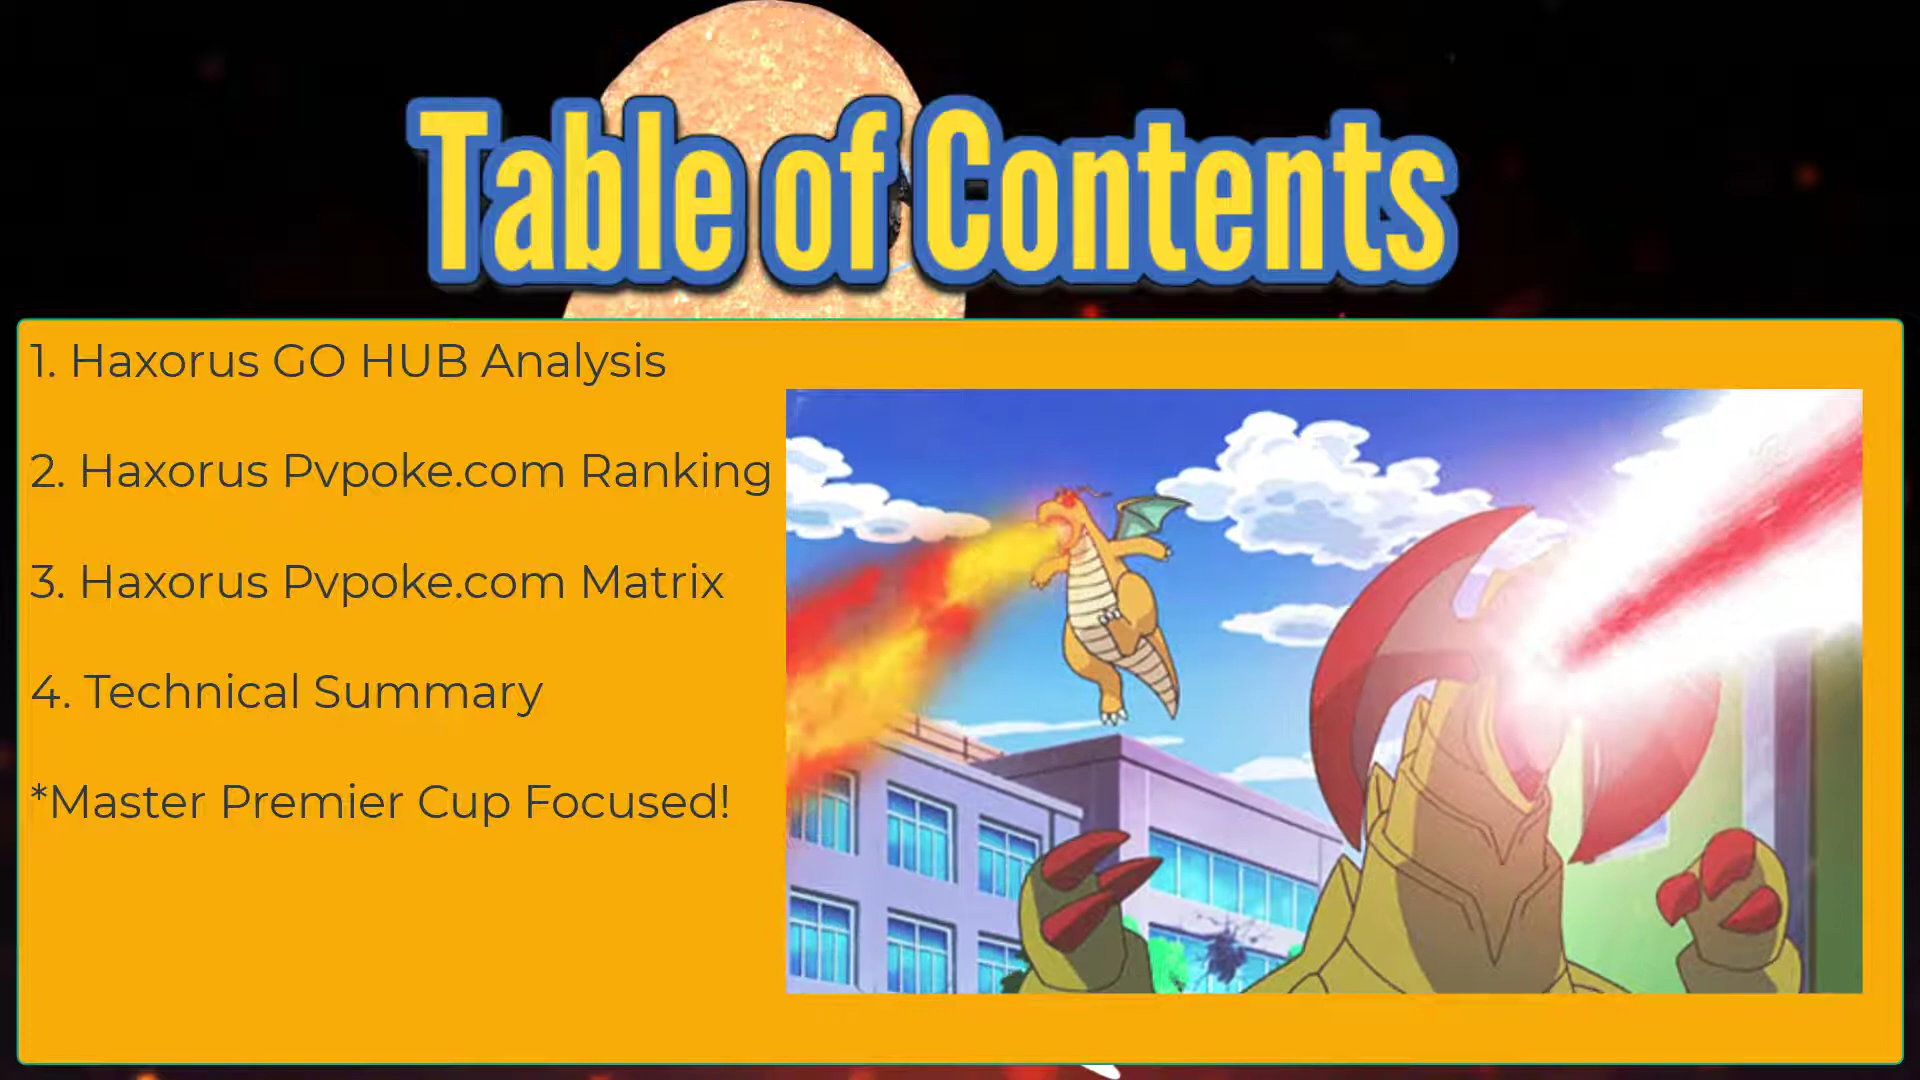 Table of Contents
1. Haxorus GO HUB Analysis
2. Haxorus Pvpoke.com Ranking
3. Haxorus Pvpoke.com Matrix
4. Technical Summary
*Master Premier Cup Focused!